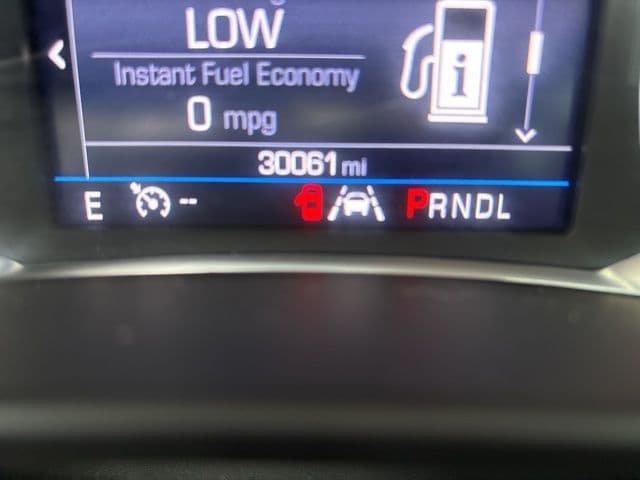 LOW
Instant Fuel Economy
0 mpg
30061 mi
E -- PRNDL